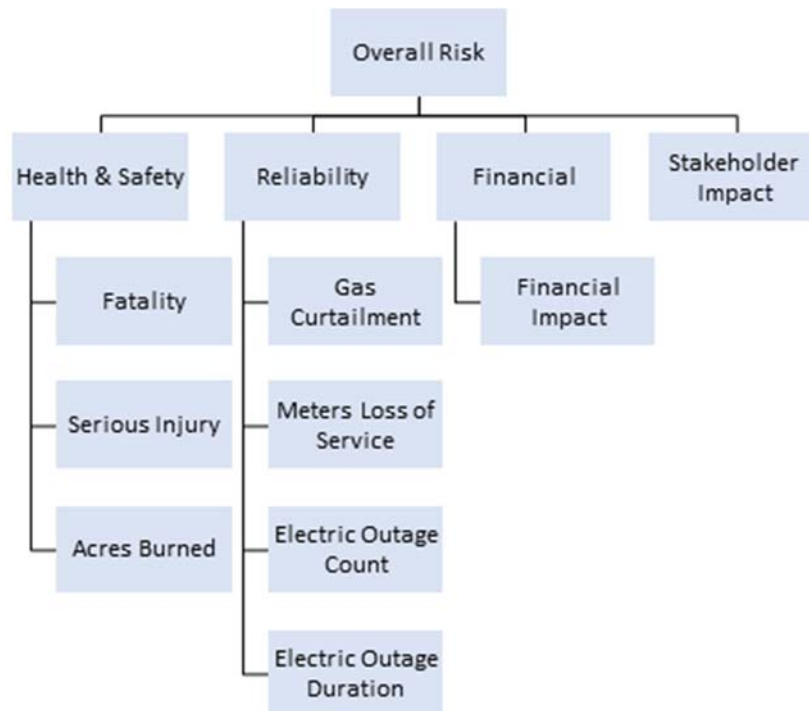 Overall Risk
Health & Safety
Reliability
Financial
Stakeholder
Impact
Fatality
Serious Injury
Acres Burned
Gas
Curtailment
Meters Loss of
Service
Electric Outage
Count
Electric Outage
Duration
Financial
Impact